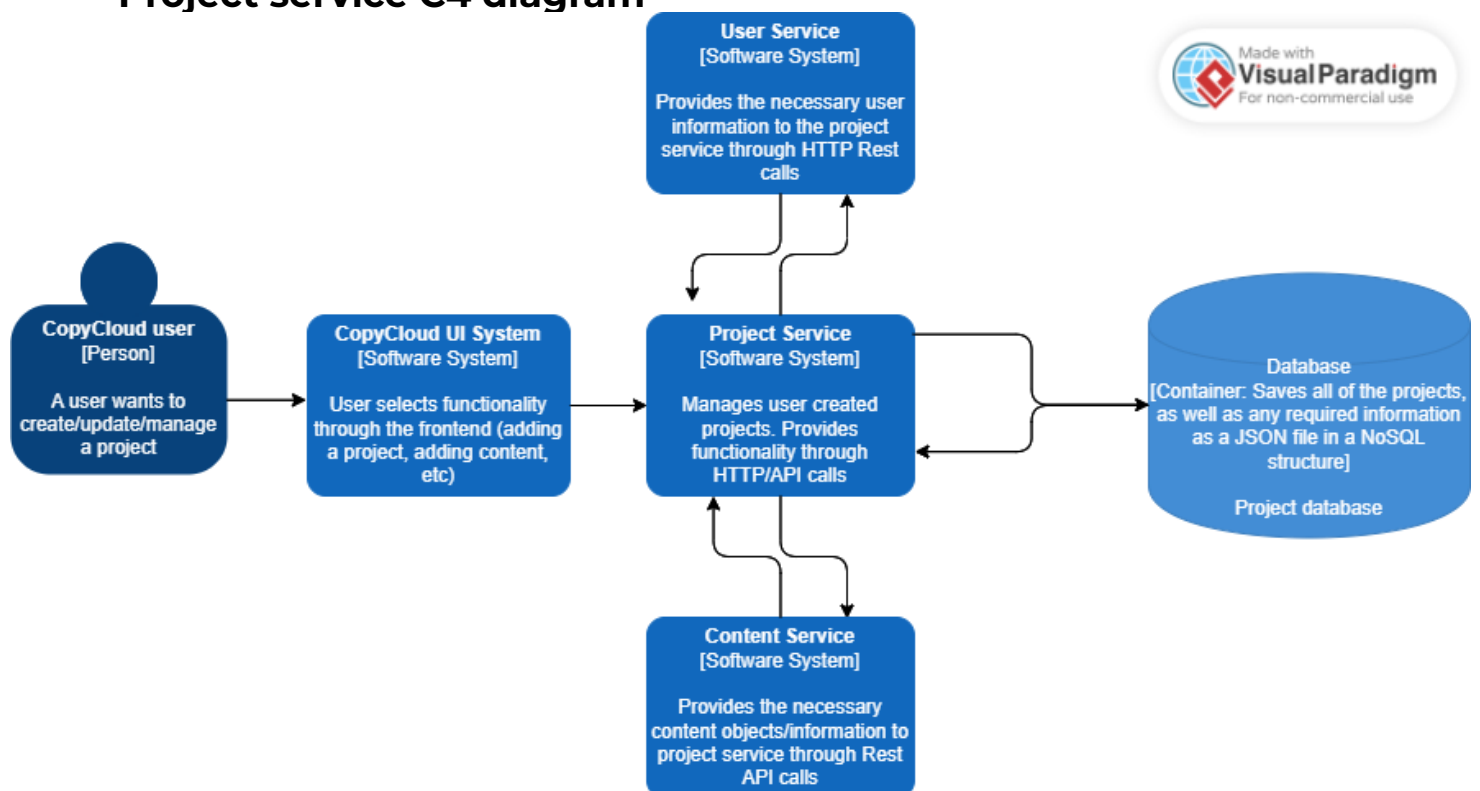 Project service C4 diagram
User Service
[Software System]
Provides the necessary user
information to the project
service through HTTP Rest
calls
Made with
Visual Paradigm
For non-commercial use
CopyCloud user
[Person]
A user wants to
create/update/manage
a project
CopyCloud UI System
[Software System]
User selects functionality
through the frontend (adding
a project, adding content,
etc)
Project Service
[Software System]
Manages user created
projects. Provides
functionality through
HTTP/API calls
Database
[Container: Saves all of the projects,
as well as any required information
as a JSON file in a NoSQL
structure]
Project database
Content Service
[Software System]
Provides the necessary
content objects/information to
project service through Rest
API calls